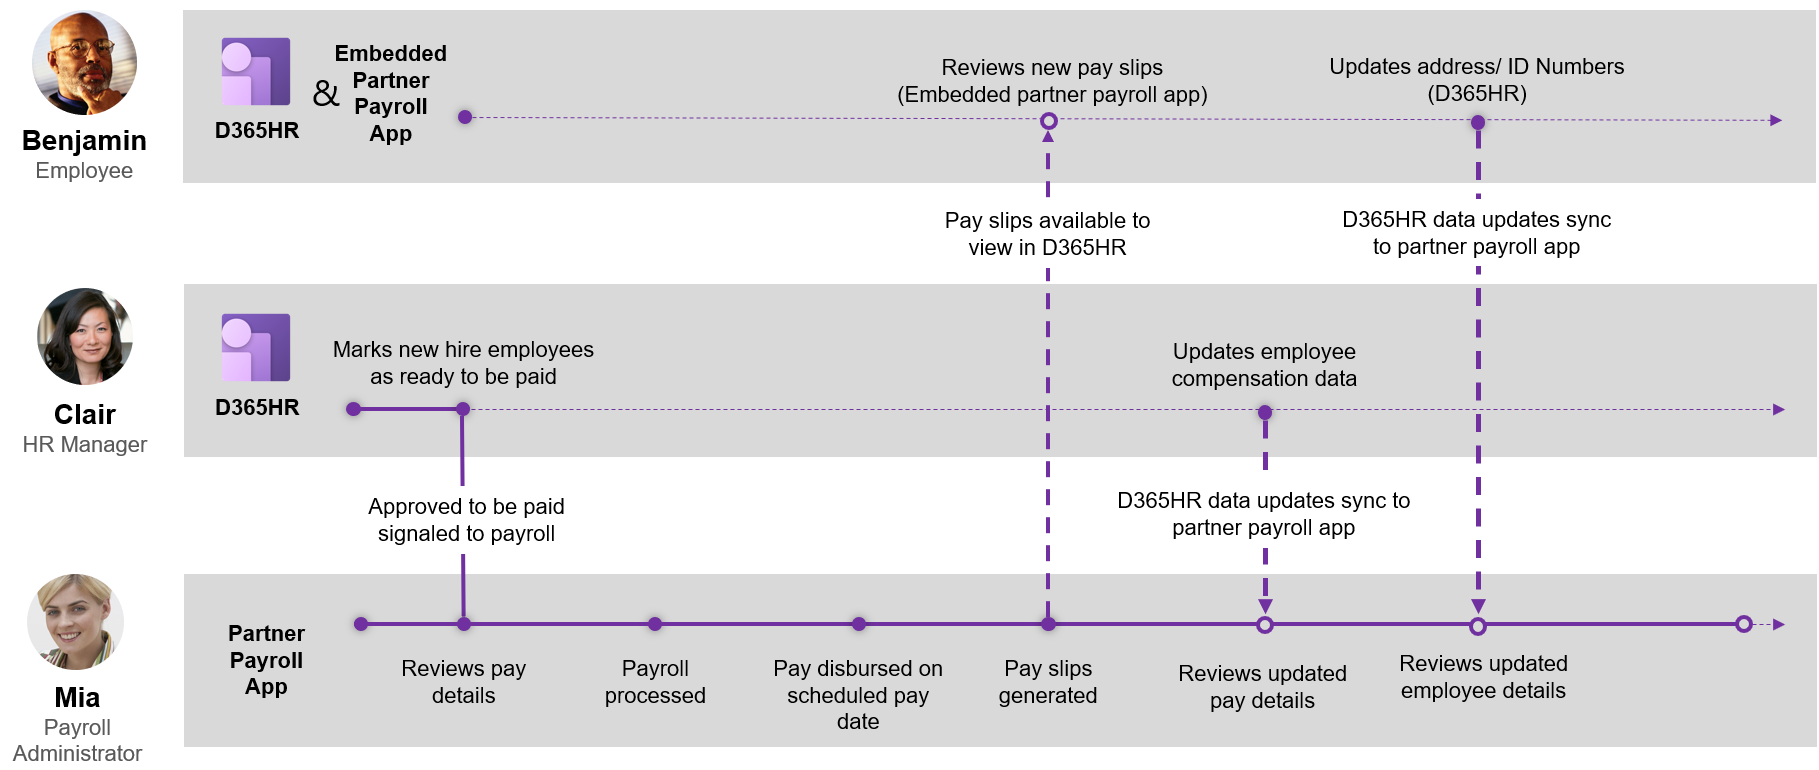 Benjamin
Employee
D365HR
&
Embedded
Partner
Payroll
App
Reviews new pay slips
(Embedded partner payroll app)
Updates address/ ID Numbers
(D365HR)
Pay slips available to
view in D365HR
D365HR data updates sync
to partner payroll app
Clair
HR Manager
D365HR
Marks new hire employees
as ready to be paid
Updates employee
compensation data
Approved to be paid
signaled to payroll
D365HR data updates sync to
partner payroll app
Mia
Payroll
Administrator
Partner
Payroll
App
Reviews pay
details
Payroll
processed
Pay disbursed on
scheduled pay
date
Pay slips
generated
Reviews updated
pay details
Reviews updated
employee details